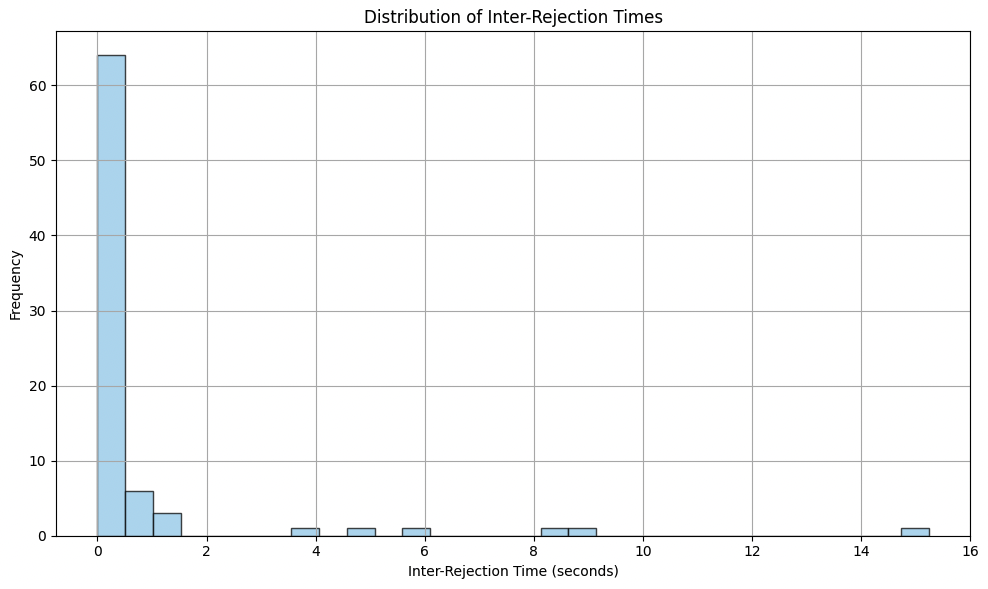 Distribution of Inter-Rejection Times
Frequency
60
50
40
30
20
10
0
0 2 4 6 8 10 12 14 16
Inter-Rejection Time (seconds)